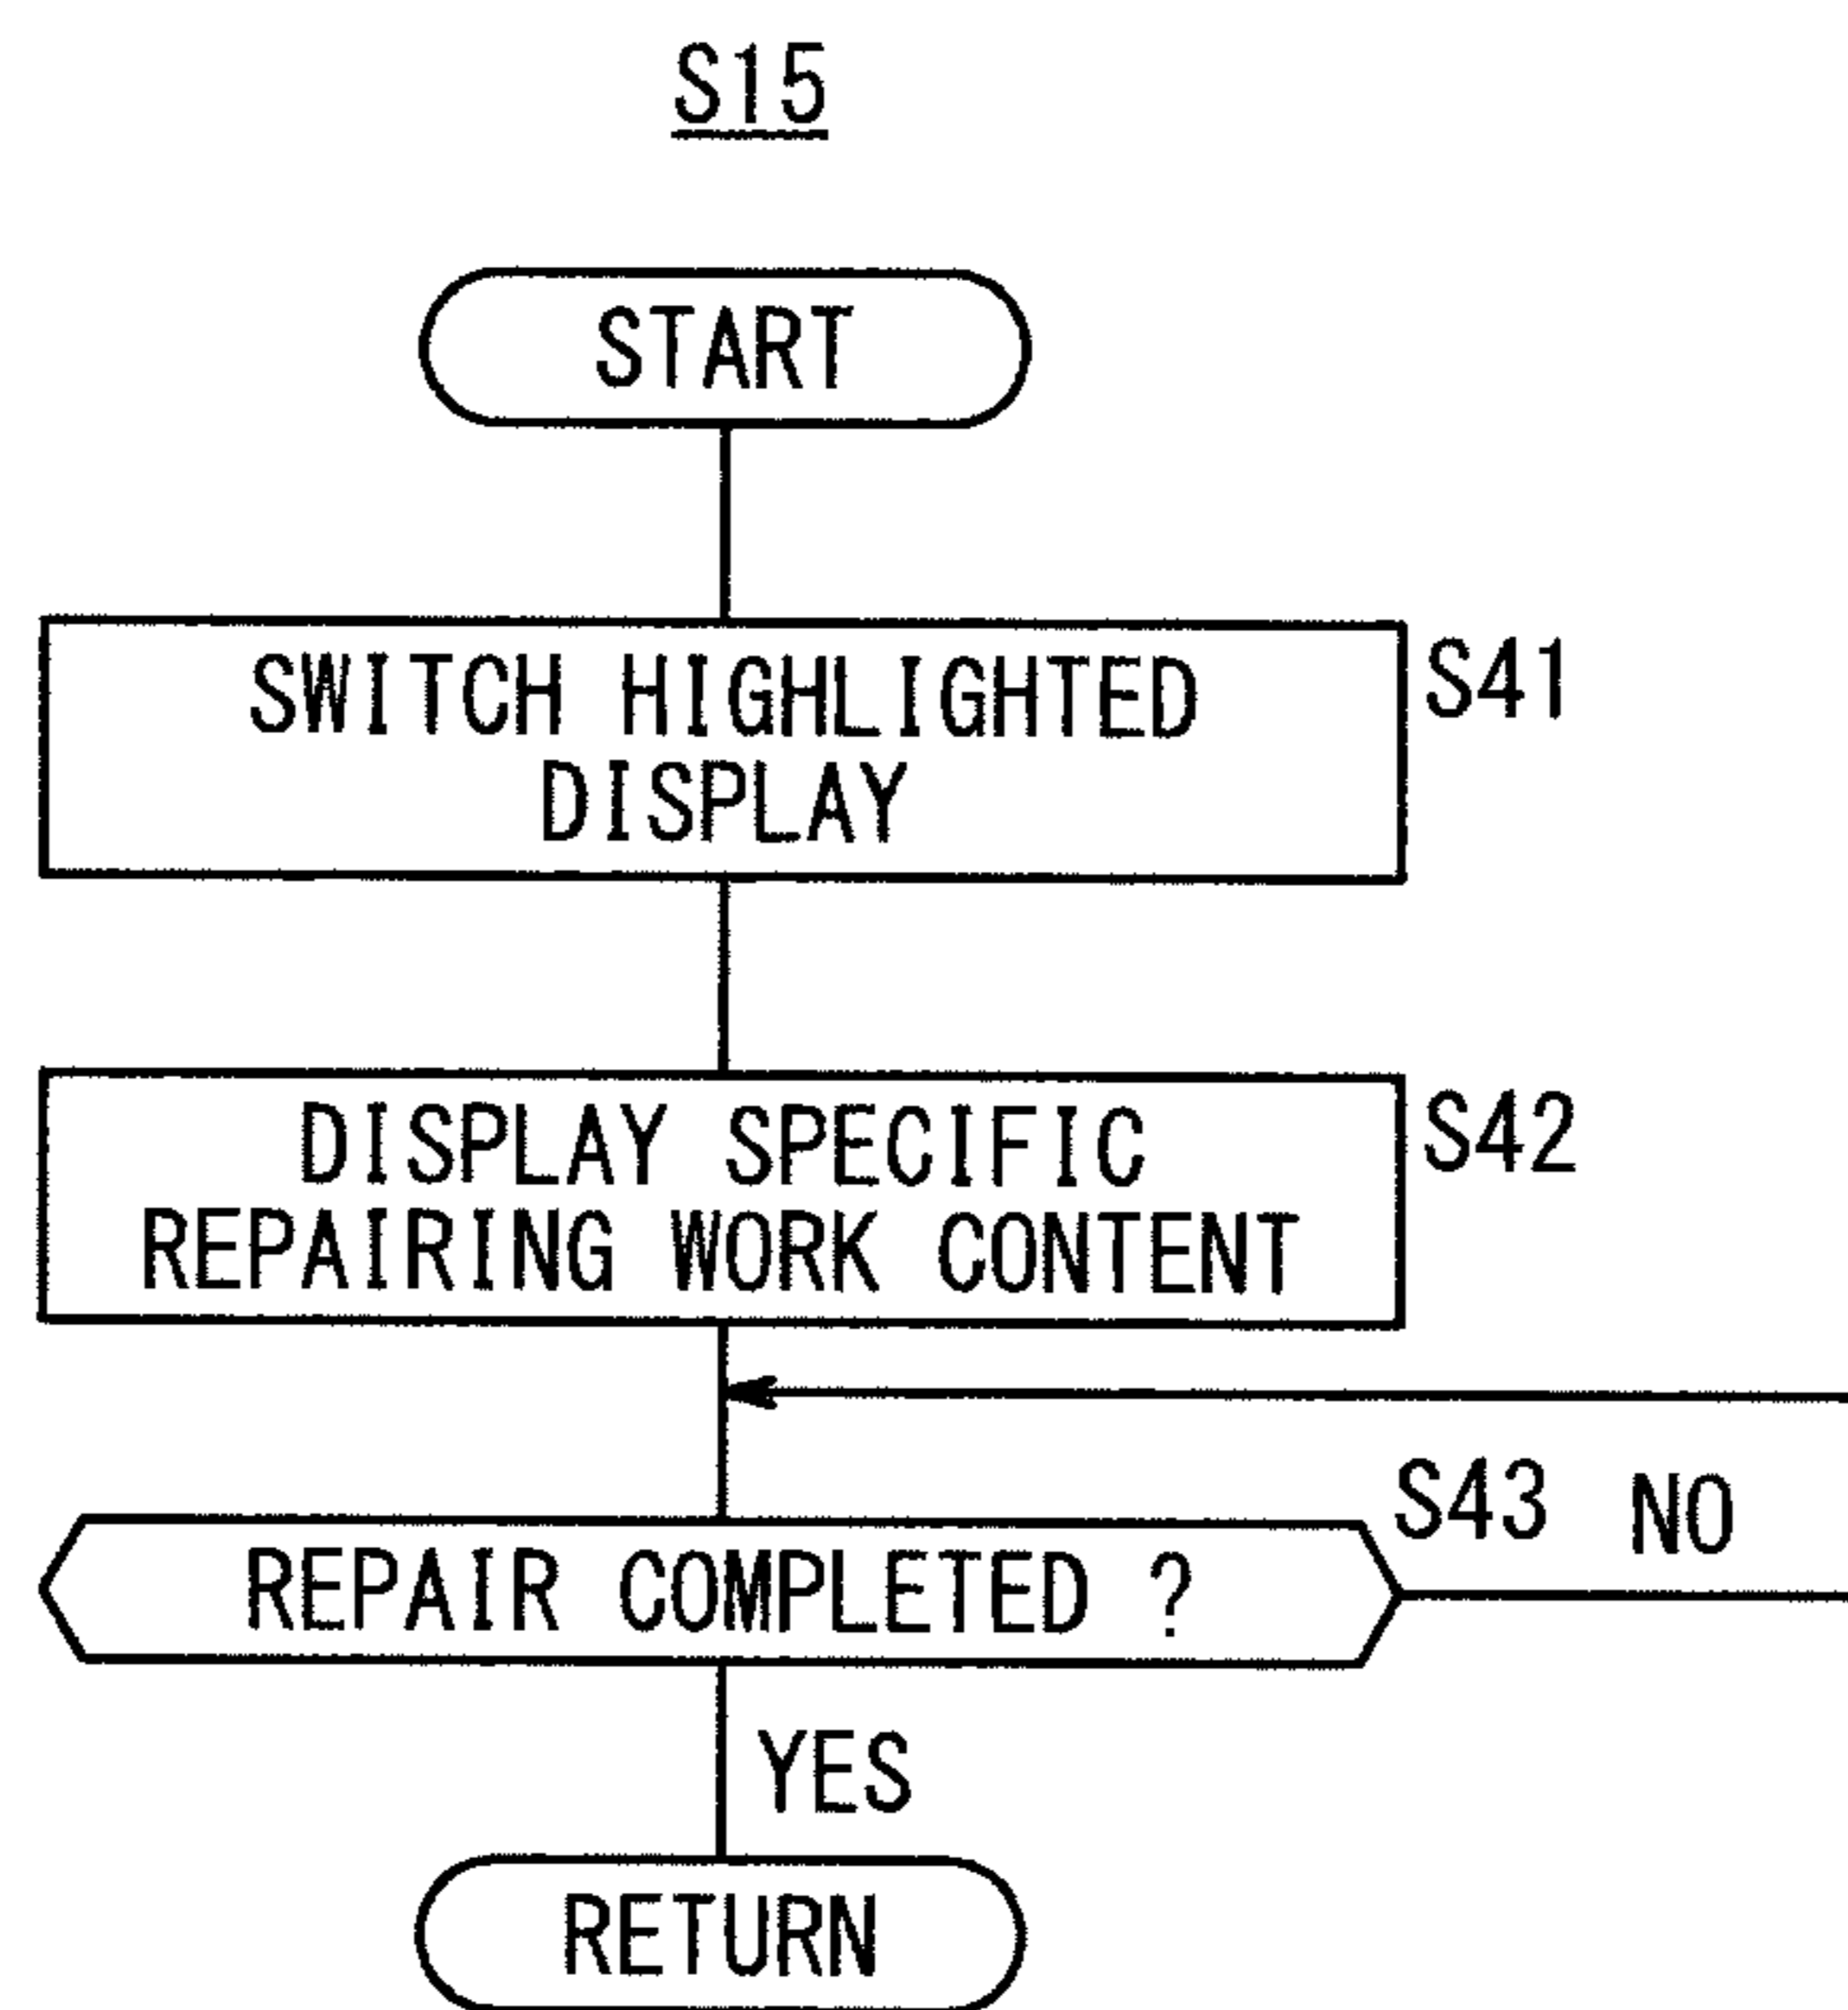 S15
START
SWITCH HIGHLIGHTED
DISPLAY
S41
DISPLAY SPECIFIC
REPAIRING WORK CONTENT
S42
REPAIR COMPLETED ?
S43
NO
YES
RETURN